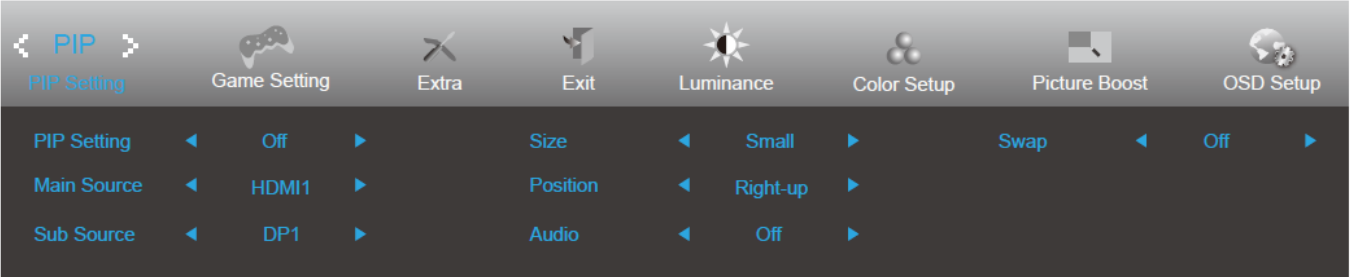 PIP
PIP Setting Game Setting Extra Exit Luminance Color Setup Picture Boost OSD Setup
PIP Setting Off Size Small Swap Off
Main Source HDMI1 Position Right-up
Sub Source DP1 Audio Off